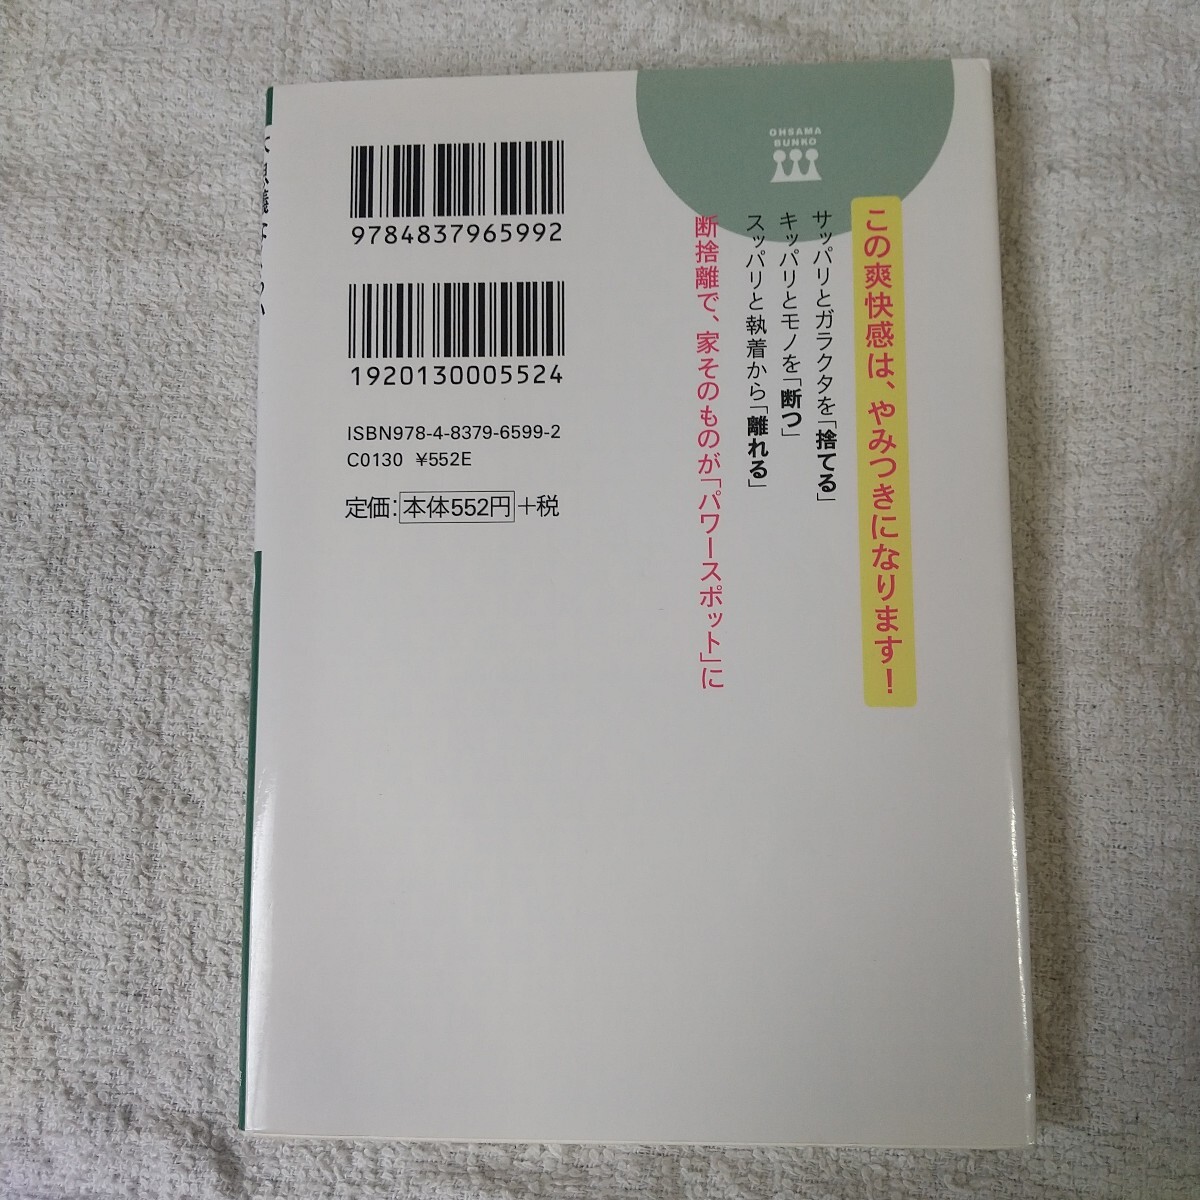 OHSAMA
BUNKO
この爽快感は、やみつきになります！
サッパリとガラクタを「捨てる」
キッパリとモノを「断つ」
スッパリと執着から「離れる」
断捨離で、家そのものが「パワースポット」に
9784837965992
1920130005524
ISBN978-4-8379-6599-2
C0130 ¥552E
定価：本体552円＋税